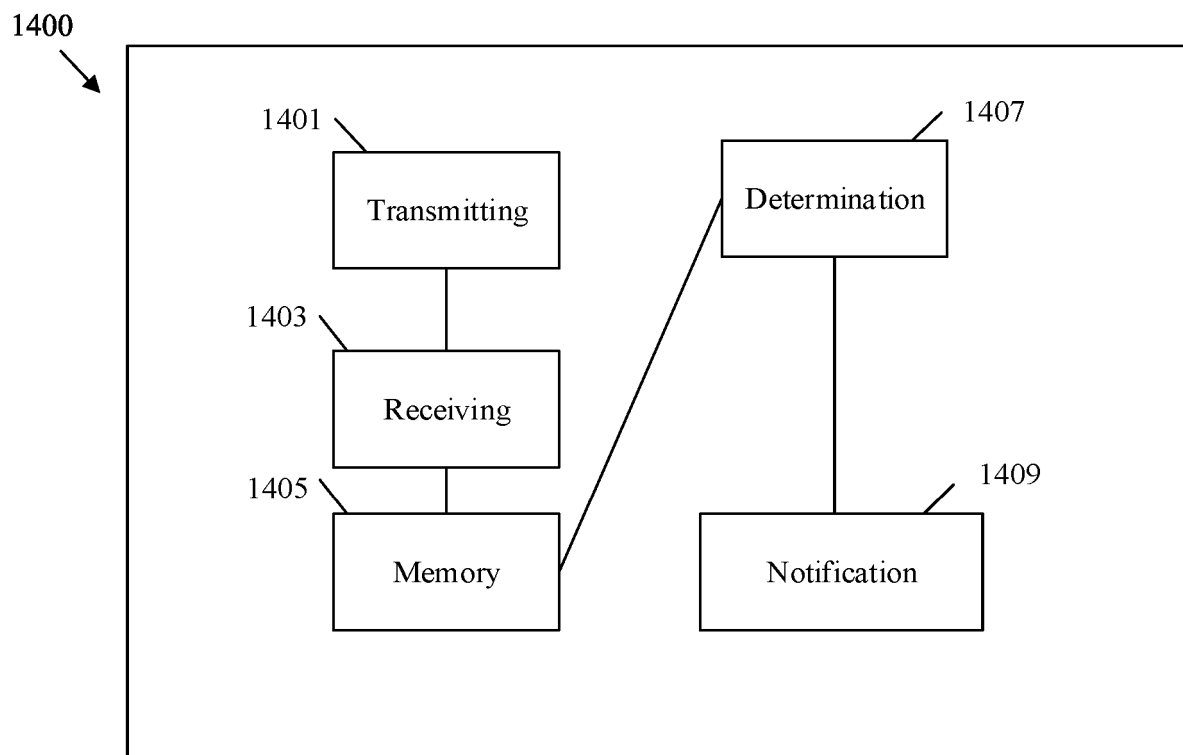 1400
1401
Transmitting
1403
Receiving
1405
Memory
1407
Determination
1409
Notification